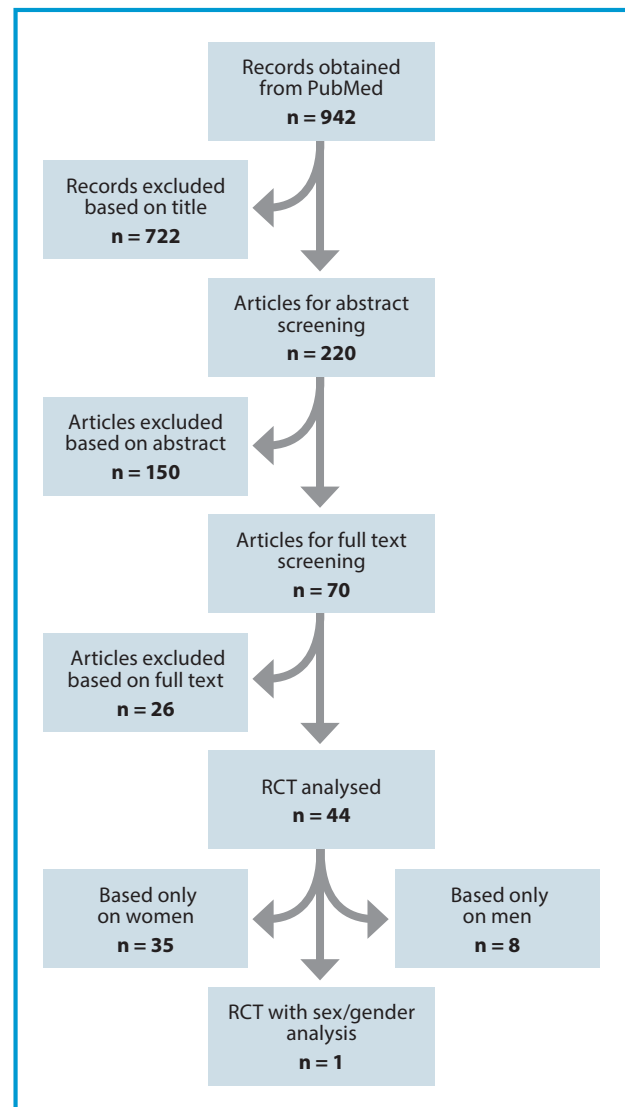 Records obtained
from PubMed
n = 942
Records excluded
based on title
n = 722
Articles for abstract
screening
n = 220
Articles excluded
based on abstract
n = 150
Articles for full text
screening
n = 70
Articles excluded
based on full text
n = 26
RCT analysed
n = 44
Based only
on women
n = 35
Based only
on men
n = 8
RCT with sex/gender
analysis
n = 1